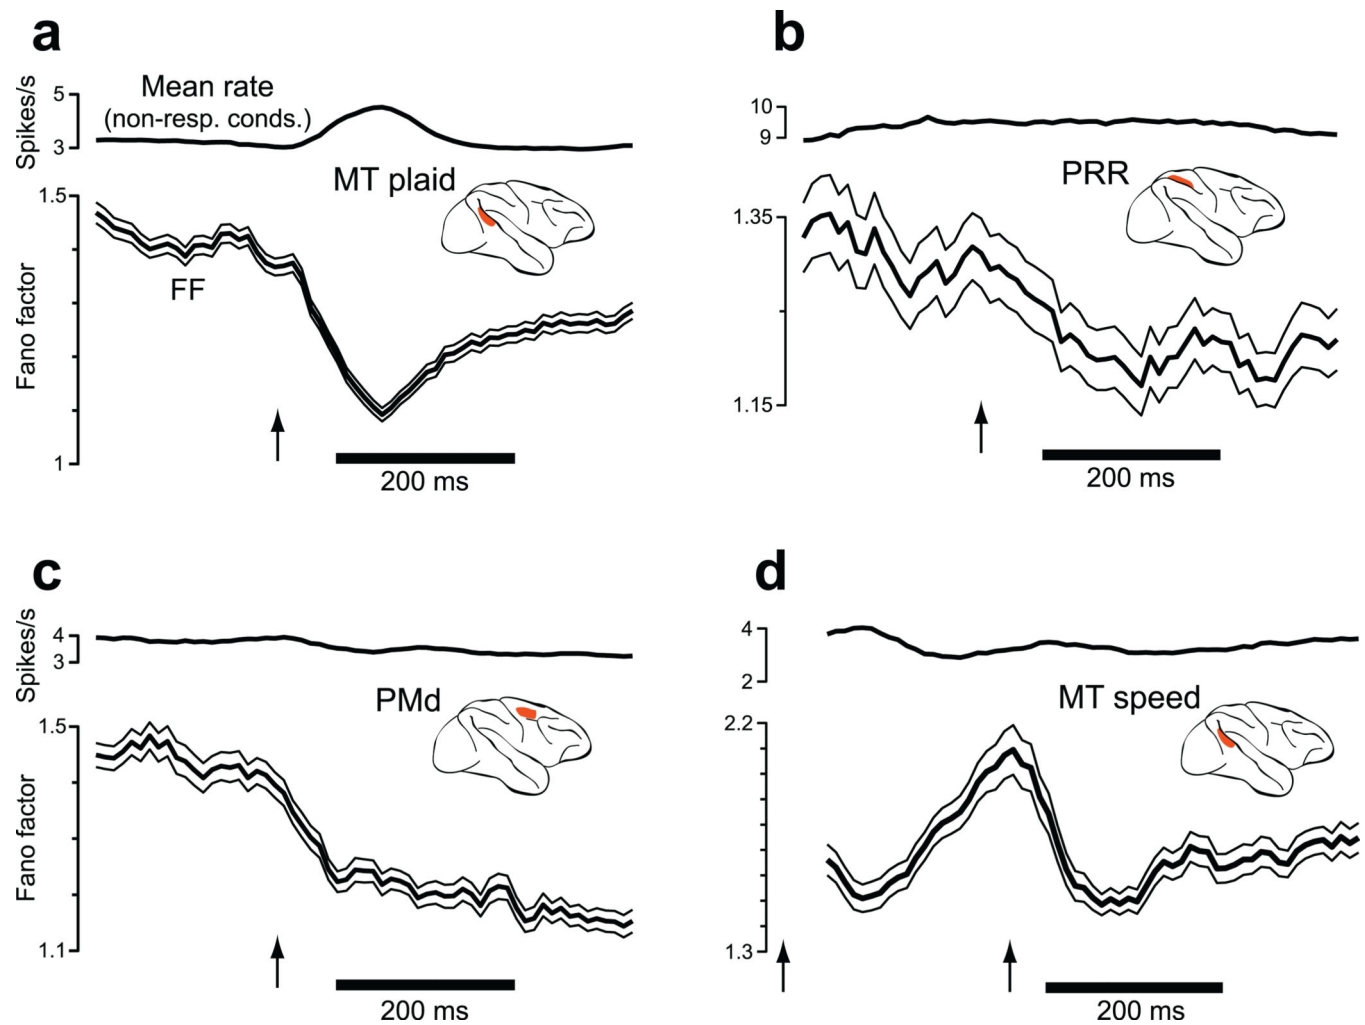 a
Spikes/s
5
3
Mean rate
(non-resp. conds.)
MT plaid
Fano factor
1.5
1
FF
200 ms
b
10
9
PRR
1.35
1.15
200 ms
c
Spikes/s
4
3
PMd
Fano factor
1.5
1.1
200 ms
d
4
2
MT speed
2.2
1.3
200 ms